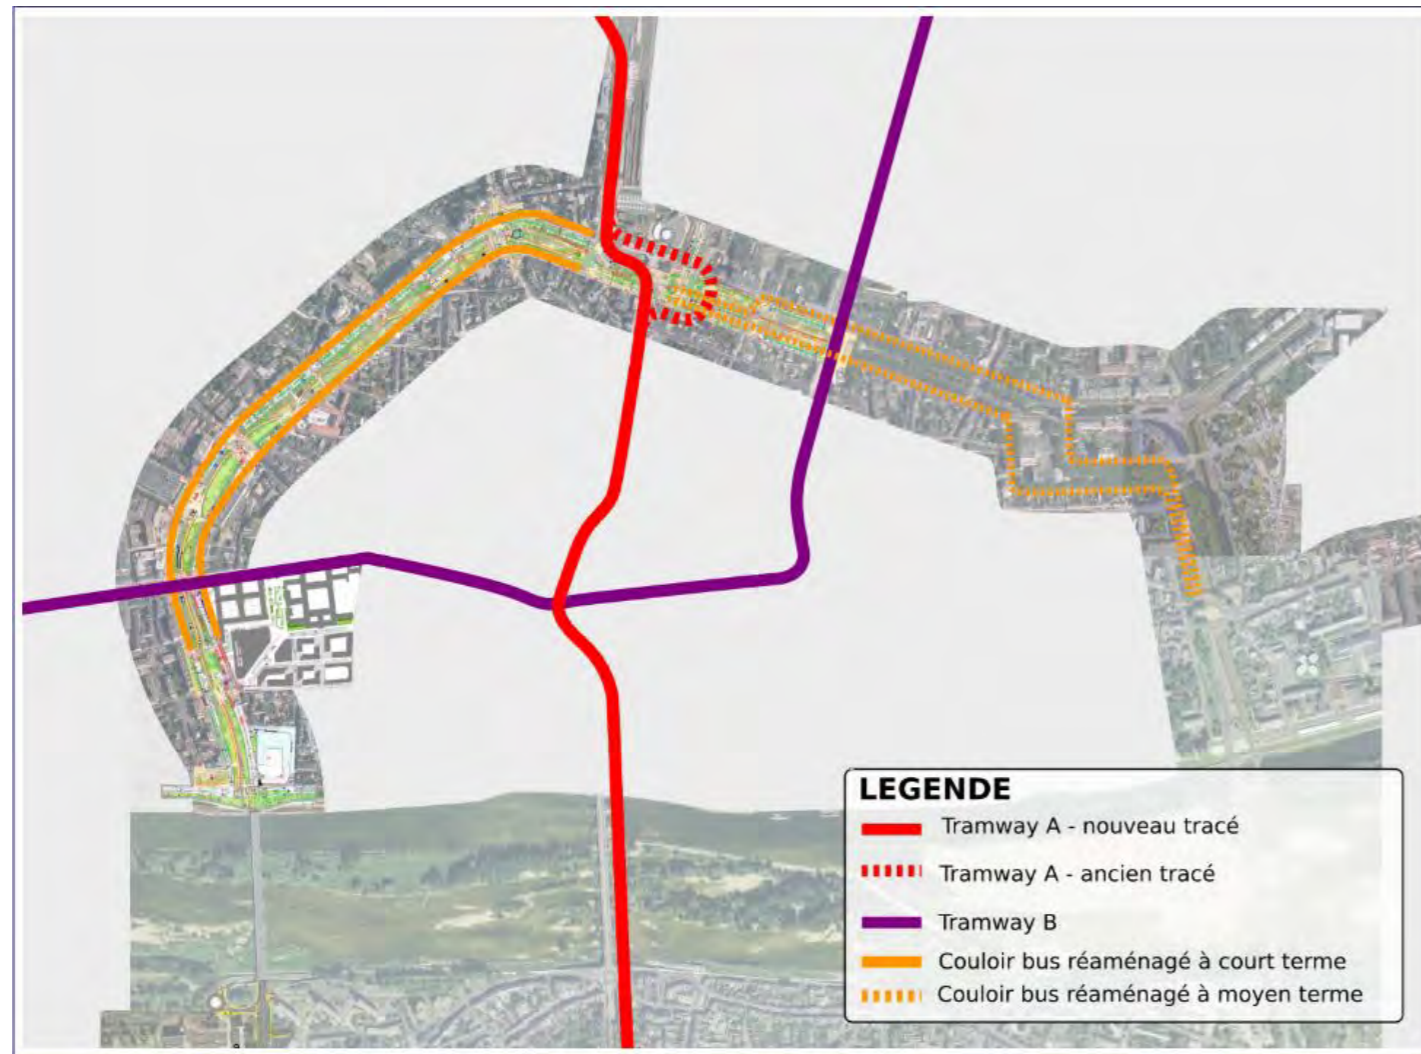 LEGENDE
Tramway A - nouveau tracé
Tramway A - ancien tracé
Tramway B
Couloir bus réaménagé à court terme
Couloir bus réaménagé à moyen terme